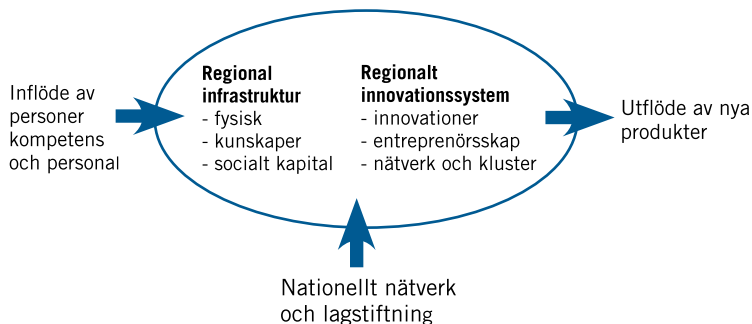 Inflöde av
personer
kompetens
och personal
Regional
infrastruktur
- fysisk
- kunskaper
- socialt kapital
Regionalt
innovationssystem
- innovationer
- entreprenörsskap
- nätverk och kluster
Utflöde av nya
produkter
Nationellt nätverk
och lagstiftning